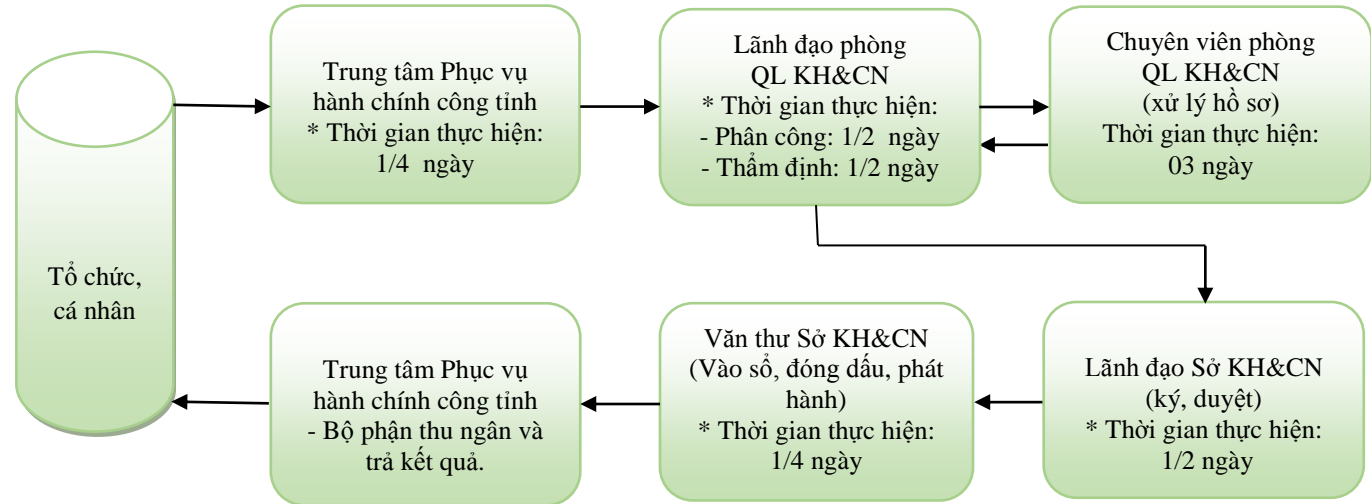 Trung tâm Phục vụ
hành chính công tỉnh
* Thời gian thực hiện:
1/4 ngày
Lãnh đạo phòng
QL KH&CN
* Thời gian thực hiện:
- Phân công: 1/2 ngày
- Thẩm định: 1/2 ngày
Chuyên viên phòng
QL KH&CN
(xử lý hồ sơ)
Thời gian thực hiện:
03 ngày
Tổ chức,
cá nhân
Trung tâm Phục vụ
hành chính công tỉnh
- Bộ phận thu ngân và
trả kết quả.
Văn thư Sở KH&CN
(Vào sổ, đóng dấu, phát
hành)
* Thời gian thực hiện:
1/4 ngày
Lãnh đạo Sở KH&CN
(ký, duyệt)
* Thời gian thực hiện:
1/2 ngày